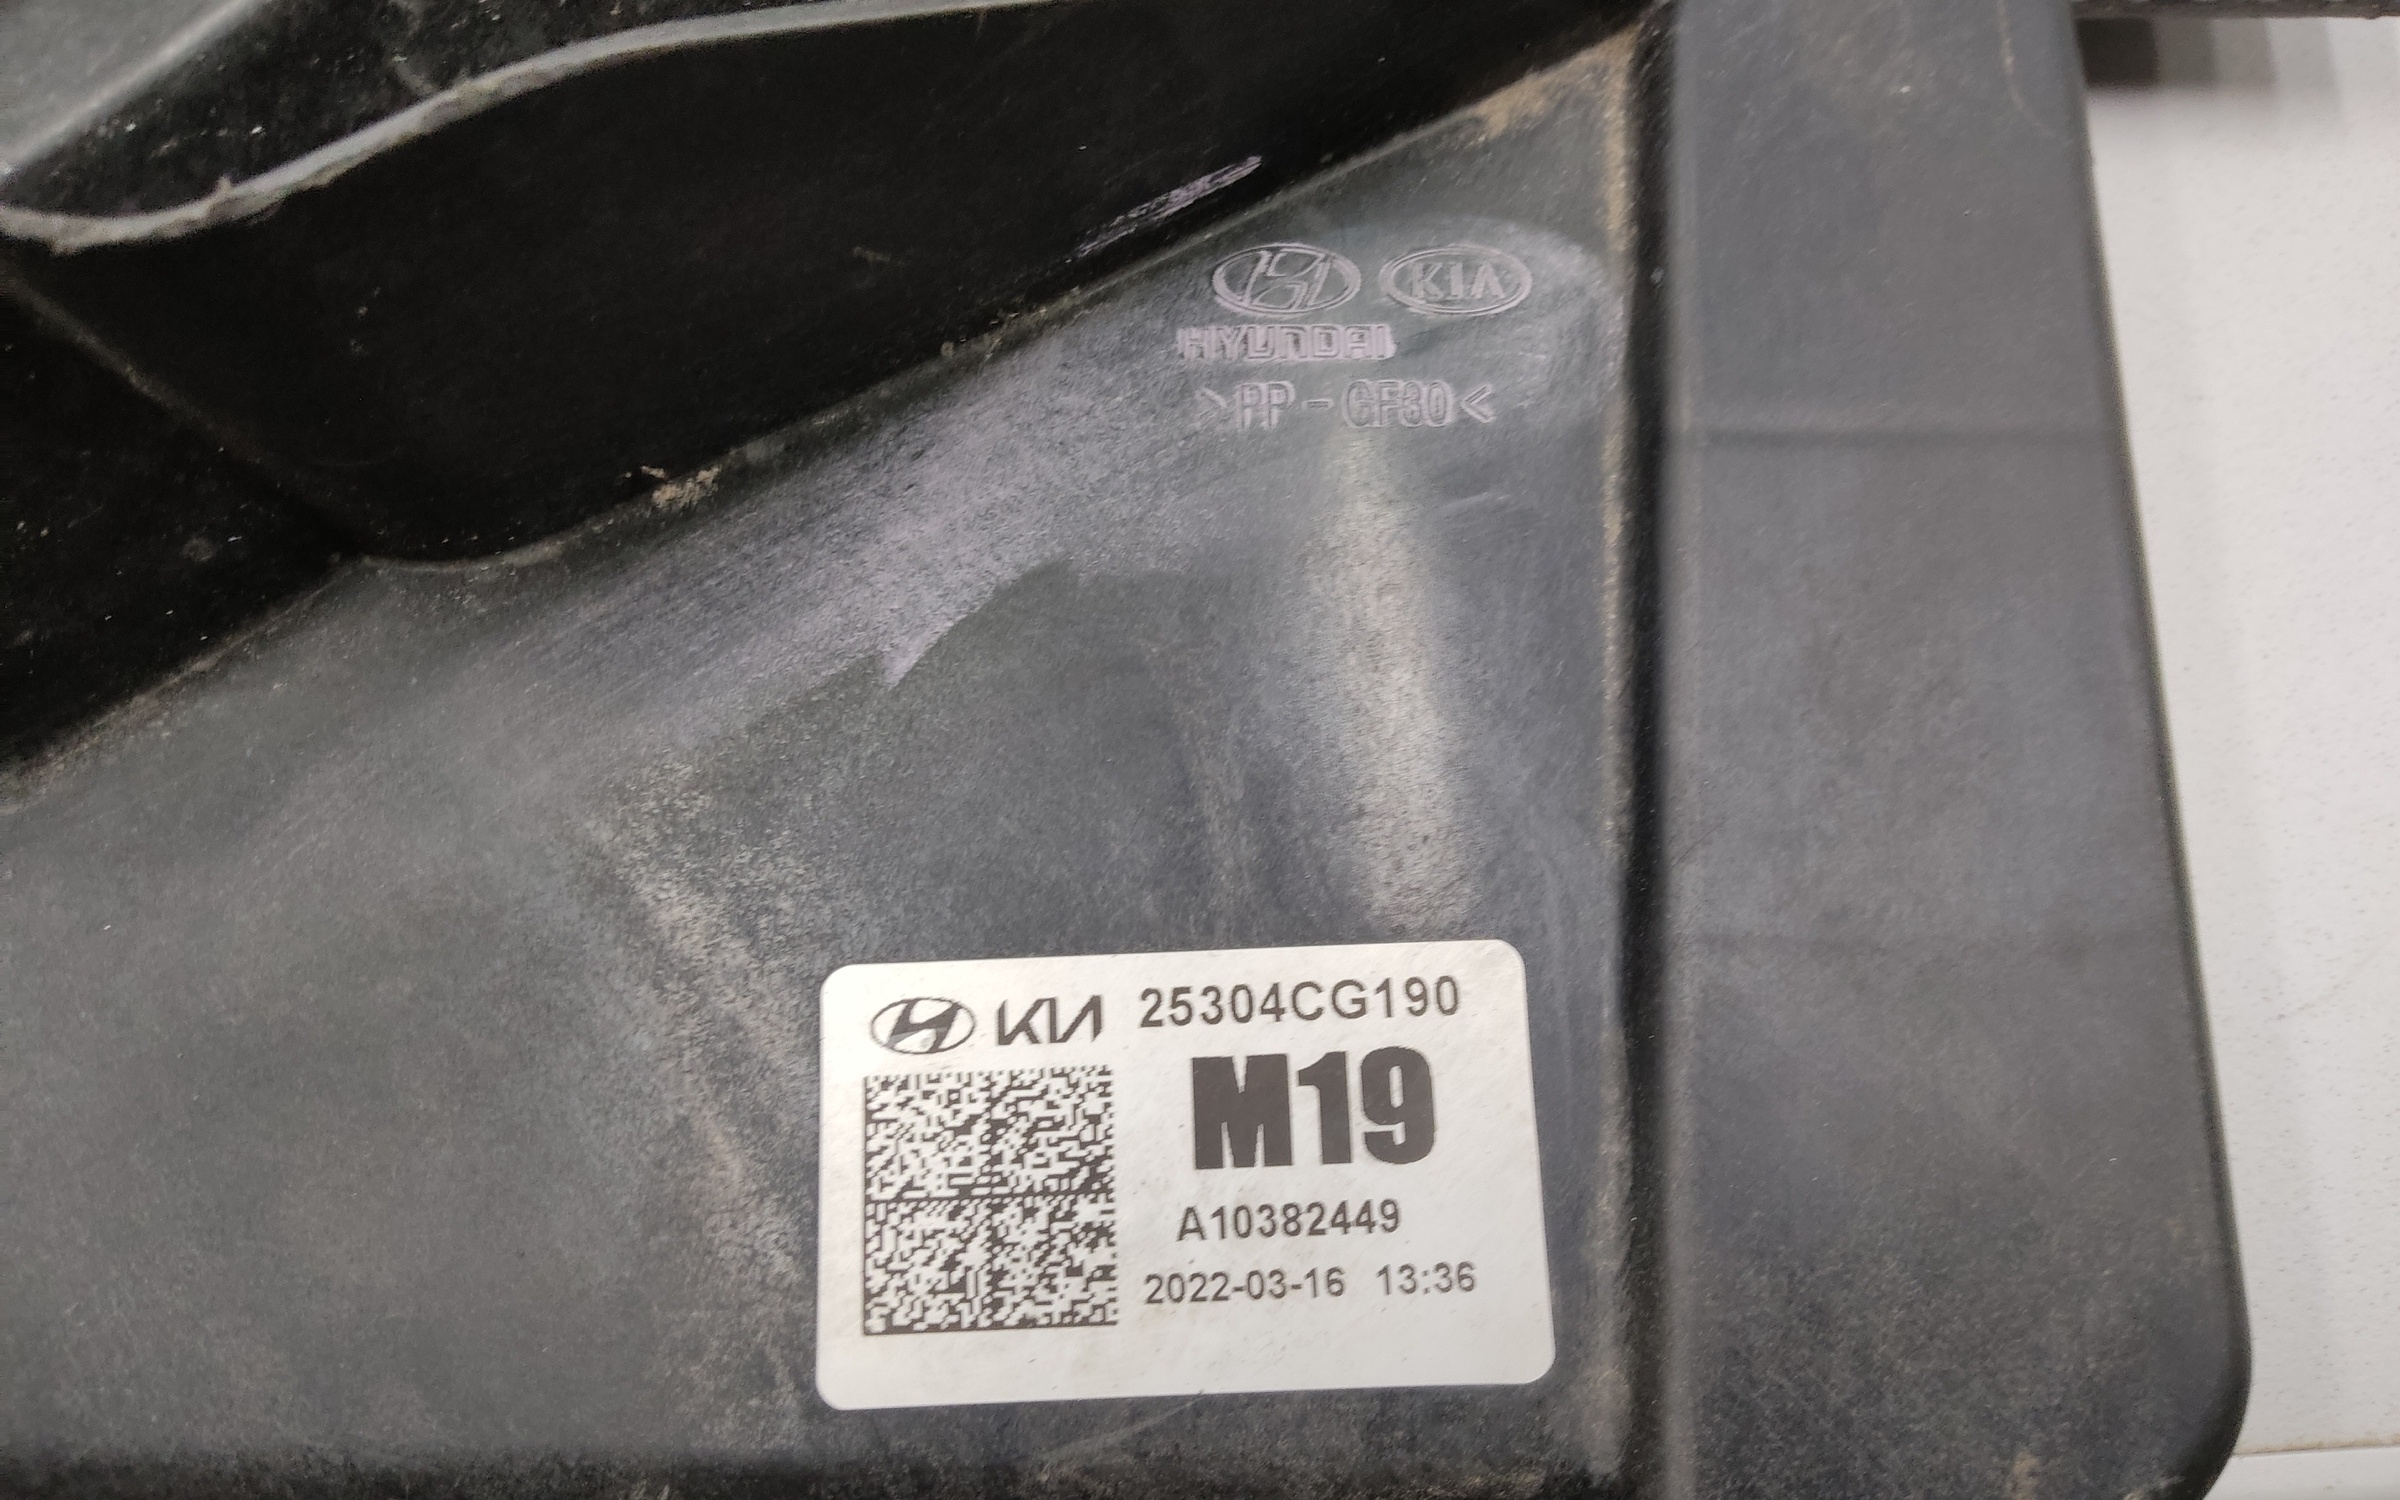 KIA
HYUNDAI
>PP-GF30<
KIA 25304CG190
M19
A10382449
2022-03-16 13:36